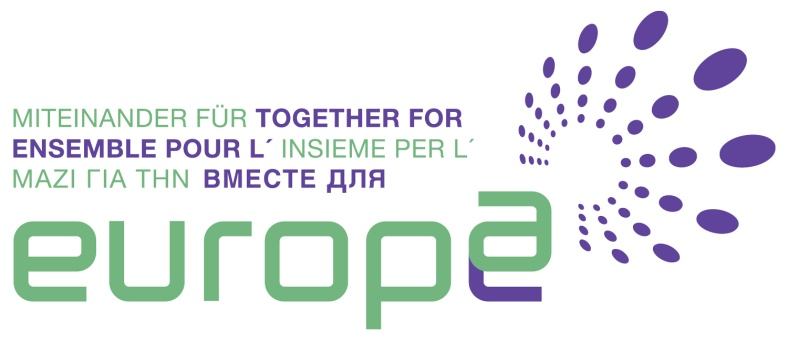 MITEINANDER FÜR TOGETHER FOR
ENSEMBLE POUR L´ INSIEME PER L´
ΜΑΖΙ ΓΙΑ ΤΗΝ ВМЕСТЕ ДЛЯ
europa